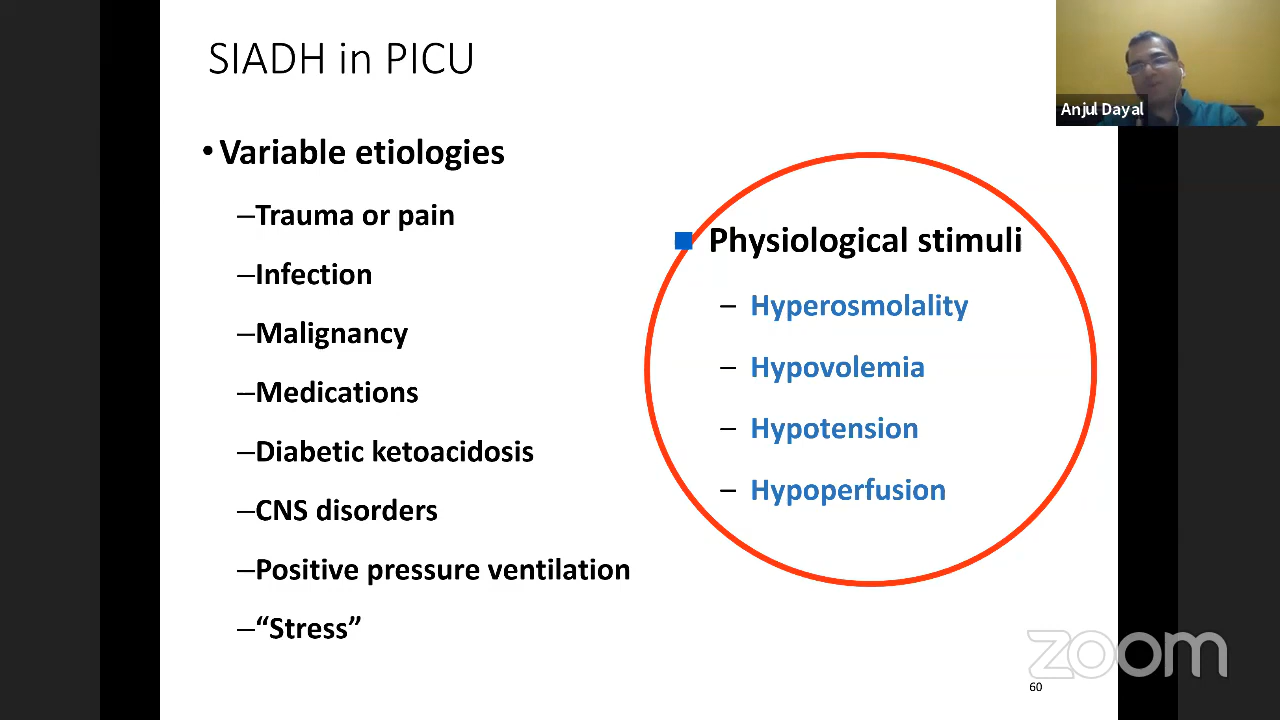 SIADH in PICU
Anjul Dayal
• Variable etiologies
–Trauma or pain
–Infection
–Malignancy
–Medications
–Diabetic ketoacidosis
–CNS disorders
–Positive pressure ventilation
–“Stress”
■ Physiological stimuli
– Hyperosmolality
– Hypovolemia
– Hypotension
– Hypoperfusion
zoom
60